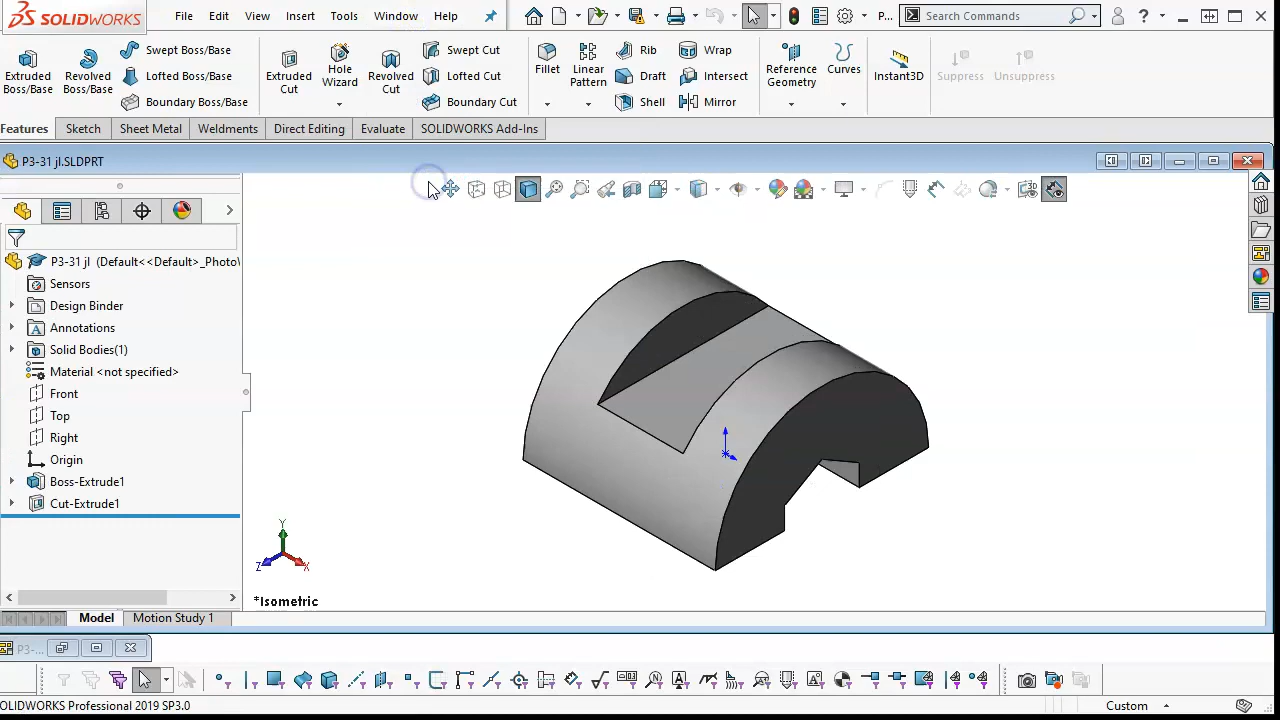 SOLIDWORKS File Edit View Insert Tools Window Help P... Search Commands
Extruded Boss/Base
Revolved Boss/Base
Swept Boss/Base
Lofted Boss/Base
Boundary Boss/Base
Extruded Cut
Hole Wizard
Revolved Cut
Swept Cut
Lofted Cut
Boundary Cut
Fillet
Linear Pattern
Rib
Draft
Shell
Wrap
Intersect
Mirror
Reference Geometry
Curves
Instant3D
Suppress
Unsuppress
Features Sketch Sheet Metal Weldments Direct Editing Evaluate SOLIDWORKS Add-Ins
P3-31 jl.SLDPRT
P3-31 jl (Default<<Default>_Photo\
Sensors
Design Binder
Annotations
Solid Bodies(1)
Material <not specified>
Front
Top
Right
Origin
Boss-Extrude1
Cut-Extrude1
Y
Z X
*Isometric
Model Motion Study 1
P3-...
OLIDWORKS Professional 2019 SP3.0 Custom